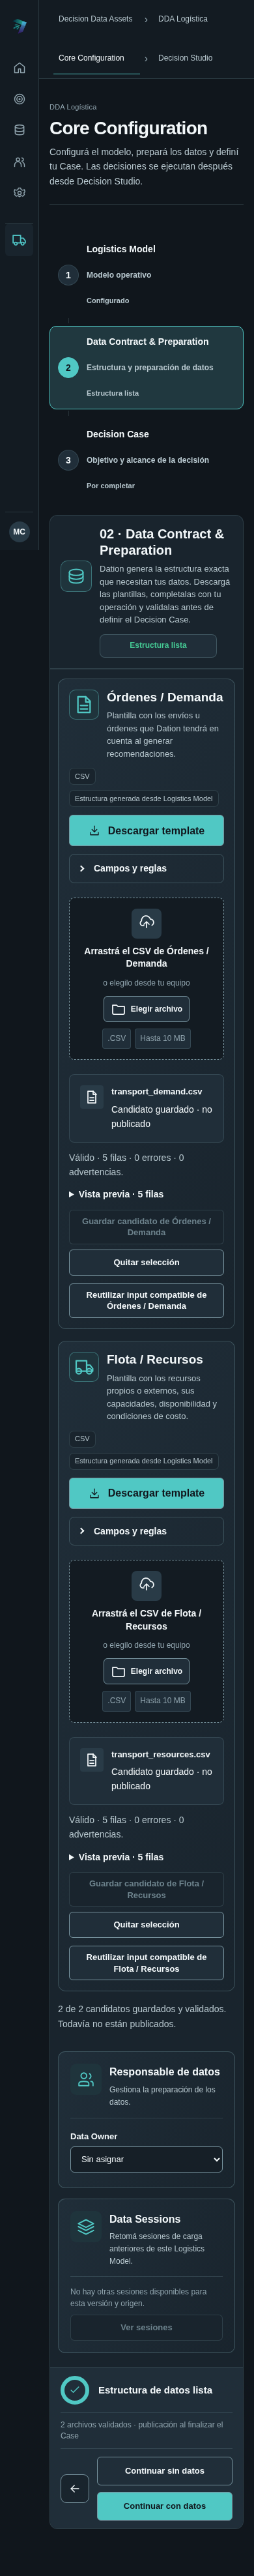 Decision Data Assets
DDA Logística
Core Configuration
Decision Studio
DDA Logística
Core Configuration
Configurá el modelo, prepará los datos y definí
tu Case. Las decisiones se ejecutan después
desde Decision Studio.
Logistics Model
1
Modelo operativo
Configurado
Data Contract & Preparation
2
Estructura y preparación de datos
Estructura lista
Decision Case
3
Objetivo y alcance de la decisión
Por completar
MC
02 · Data Contract &
Preparation
Dation genera la estructura exacta
que necesitan tus datos. Descargá
las plantillas, completalas con tu
operación y validalas antes de
definir el Decision Case.
Estructura lista
Órdenes / Demanda
Plantilla con los envíos u
órdenes que Dation tendrá en
cuenta al generar
recomendaciones.
CSV
Estructura generada desde Logistics Model
Descargar template
Campos y reglas
Arrastrá el CSV de Órdenes /
Demanda
o elegilo desde tu equipo
Elegir archivo
.CSV
Hasta 10 MB
transport_demand.csv
Candidato guardado · no
publicado
Válido · 5 filas · 0 errores · 0
advertencias.
Vista previa · 5 filas
Guardar candidato de Órdenes /
Demanda
Quitar selección
Reutilizar input compatible de
Órdenes / Demanda
Flota / Recursos
Plantilla con los recursos
propios o externos, sus
capacidades, disponibilidad y
condiciones de costo.
CSV
Estructura generada desde Logistics Model
Descargar template
Campos y reglas
Arrastrá el CSV de Flota /
Recursos
o elegilo desde tu equipo
Elegir archivo
.CSV
Hasta 10 MB
transport_resources.csv
Candidato guardado · no
publicado
Válido · 5 filas · 0 errores · 0
advertencias.
Vista previa · 5 filas
Guardar candidato de Flota /
Recursos
Quitar selección
Reutilizar input compatible de
Flota / Recursos
2 de 2 candidatos guardados y validados.
Todavía no están publicados.
Responsable de datos
Gestiona la preparación de los
datos.
Data Owner
Sin asignar
Data Sessions
Retomá sesiones de carga
anteriores de este Logistics
Model.
No hay otras sesiones disponibles para
esta versión y origen.
Ver sesiones
Estructura de datos lista
2 archivos validados · publicación al finalizar el
Case
Continuar sin datos
Continuar con datos